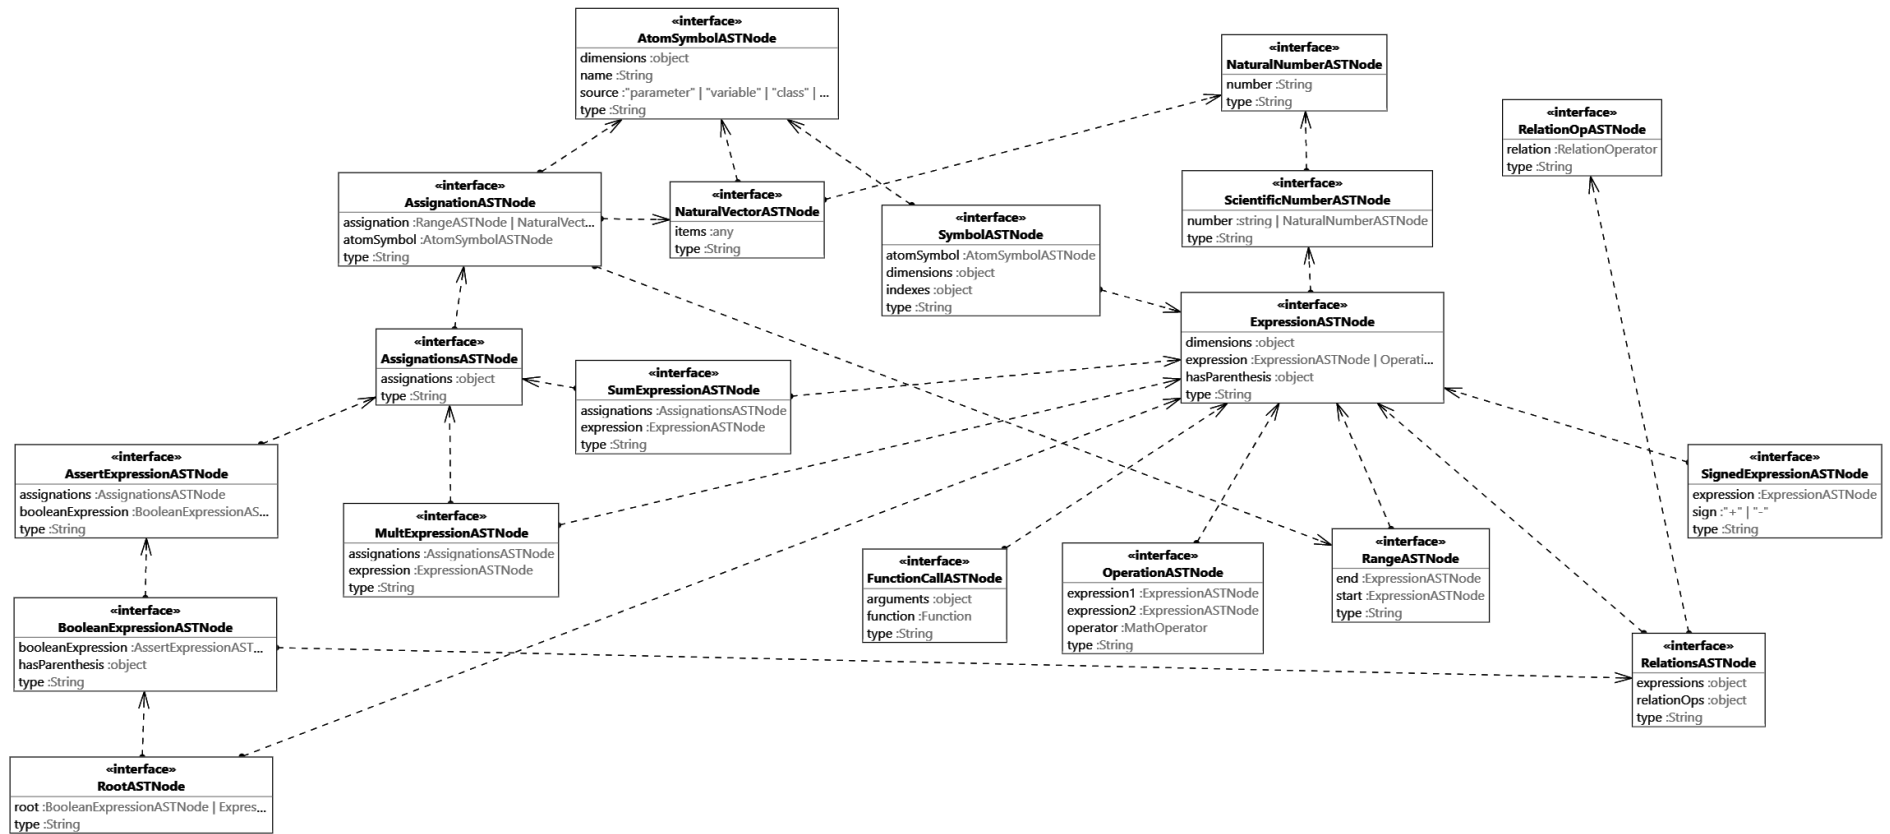 «interface»
AtomSymbolASTNode
dimensions :object
name :String
source :"parameter" | "variable" | "class" | ...
type :String
«interface»
NaturalNumberASTNode
number :String
type :String
«interface»
RelationOpASTNode
relation :RelationOperator
type :String
«interface»
AssignationASTNode
assignation :RangeASTNode | NaturalVect...
atomSymbol :AtomSymbolASTNode
type :String
«interface»
NaturalVectorASTNode
items :any
type :String
«interface»
ScientificNumberASTNode
number :string | NaturalNumberASTNode
type :String
«interface»
SymbolASTNode
atomSymbol :AtomSymbolASTNode
dimensions :object
indexes :object
type :String
«interface»
ExpressionASTNode
dimensions :object
expression :ExpressionASTNode | Operati...
hasParenthesis :object
type :String
«interface»
AssignationsASTNode
assignations :object
type :String
«interface»
SumExpressionASTNode
assignations :AssignationsASTNode
expression :ExpressionASTNode
type :String
«interface»
AssertExpressionASTNode
assignations :AssignationsASTNode
booleanExpression :BooleanExpressionAS...
type :String
«interface»
SignedExpressionASTNode
expression :ExpressionASTNode
sign :"+" | "-"
type :String
«interface»
MultExpressionASTNode
assignations :AssignationsASTNode
expression :ExpressionASTNode
type :String
«interface»
FunctionCallASTNode
arguments :object
function :Function
type :String
«interface»
OperationASTNode
expression1 :ExpressionASTNode
expression2 :ExpressionASTNode
operator :MathOperator
type :String
«interface»
RangeASTNode
end :ExpressionASTNode
start :ExpressionASTNode
type :String
«interface»
BooleanExpressionASTNode
booleanExpression :AssertExpressionAST...
hasParenthesis :object
type :String
«interface»
RelationsASTNode
expressions :object
relationOps :object
type :String
«interface»
RootASTNode
root :BooleanExpressionASTNode | Expres...
type :String